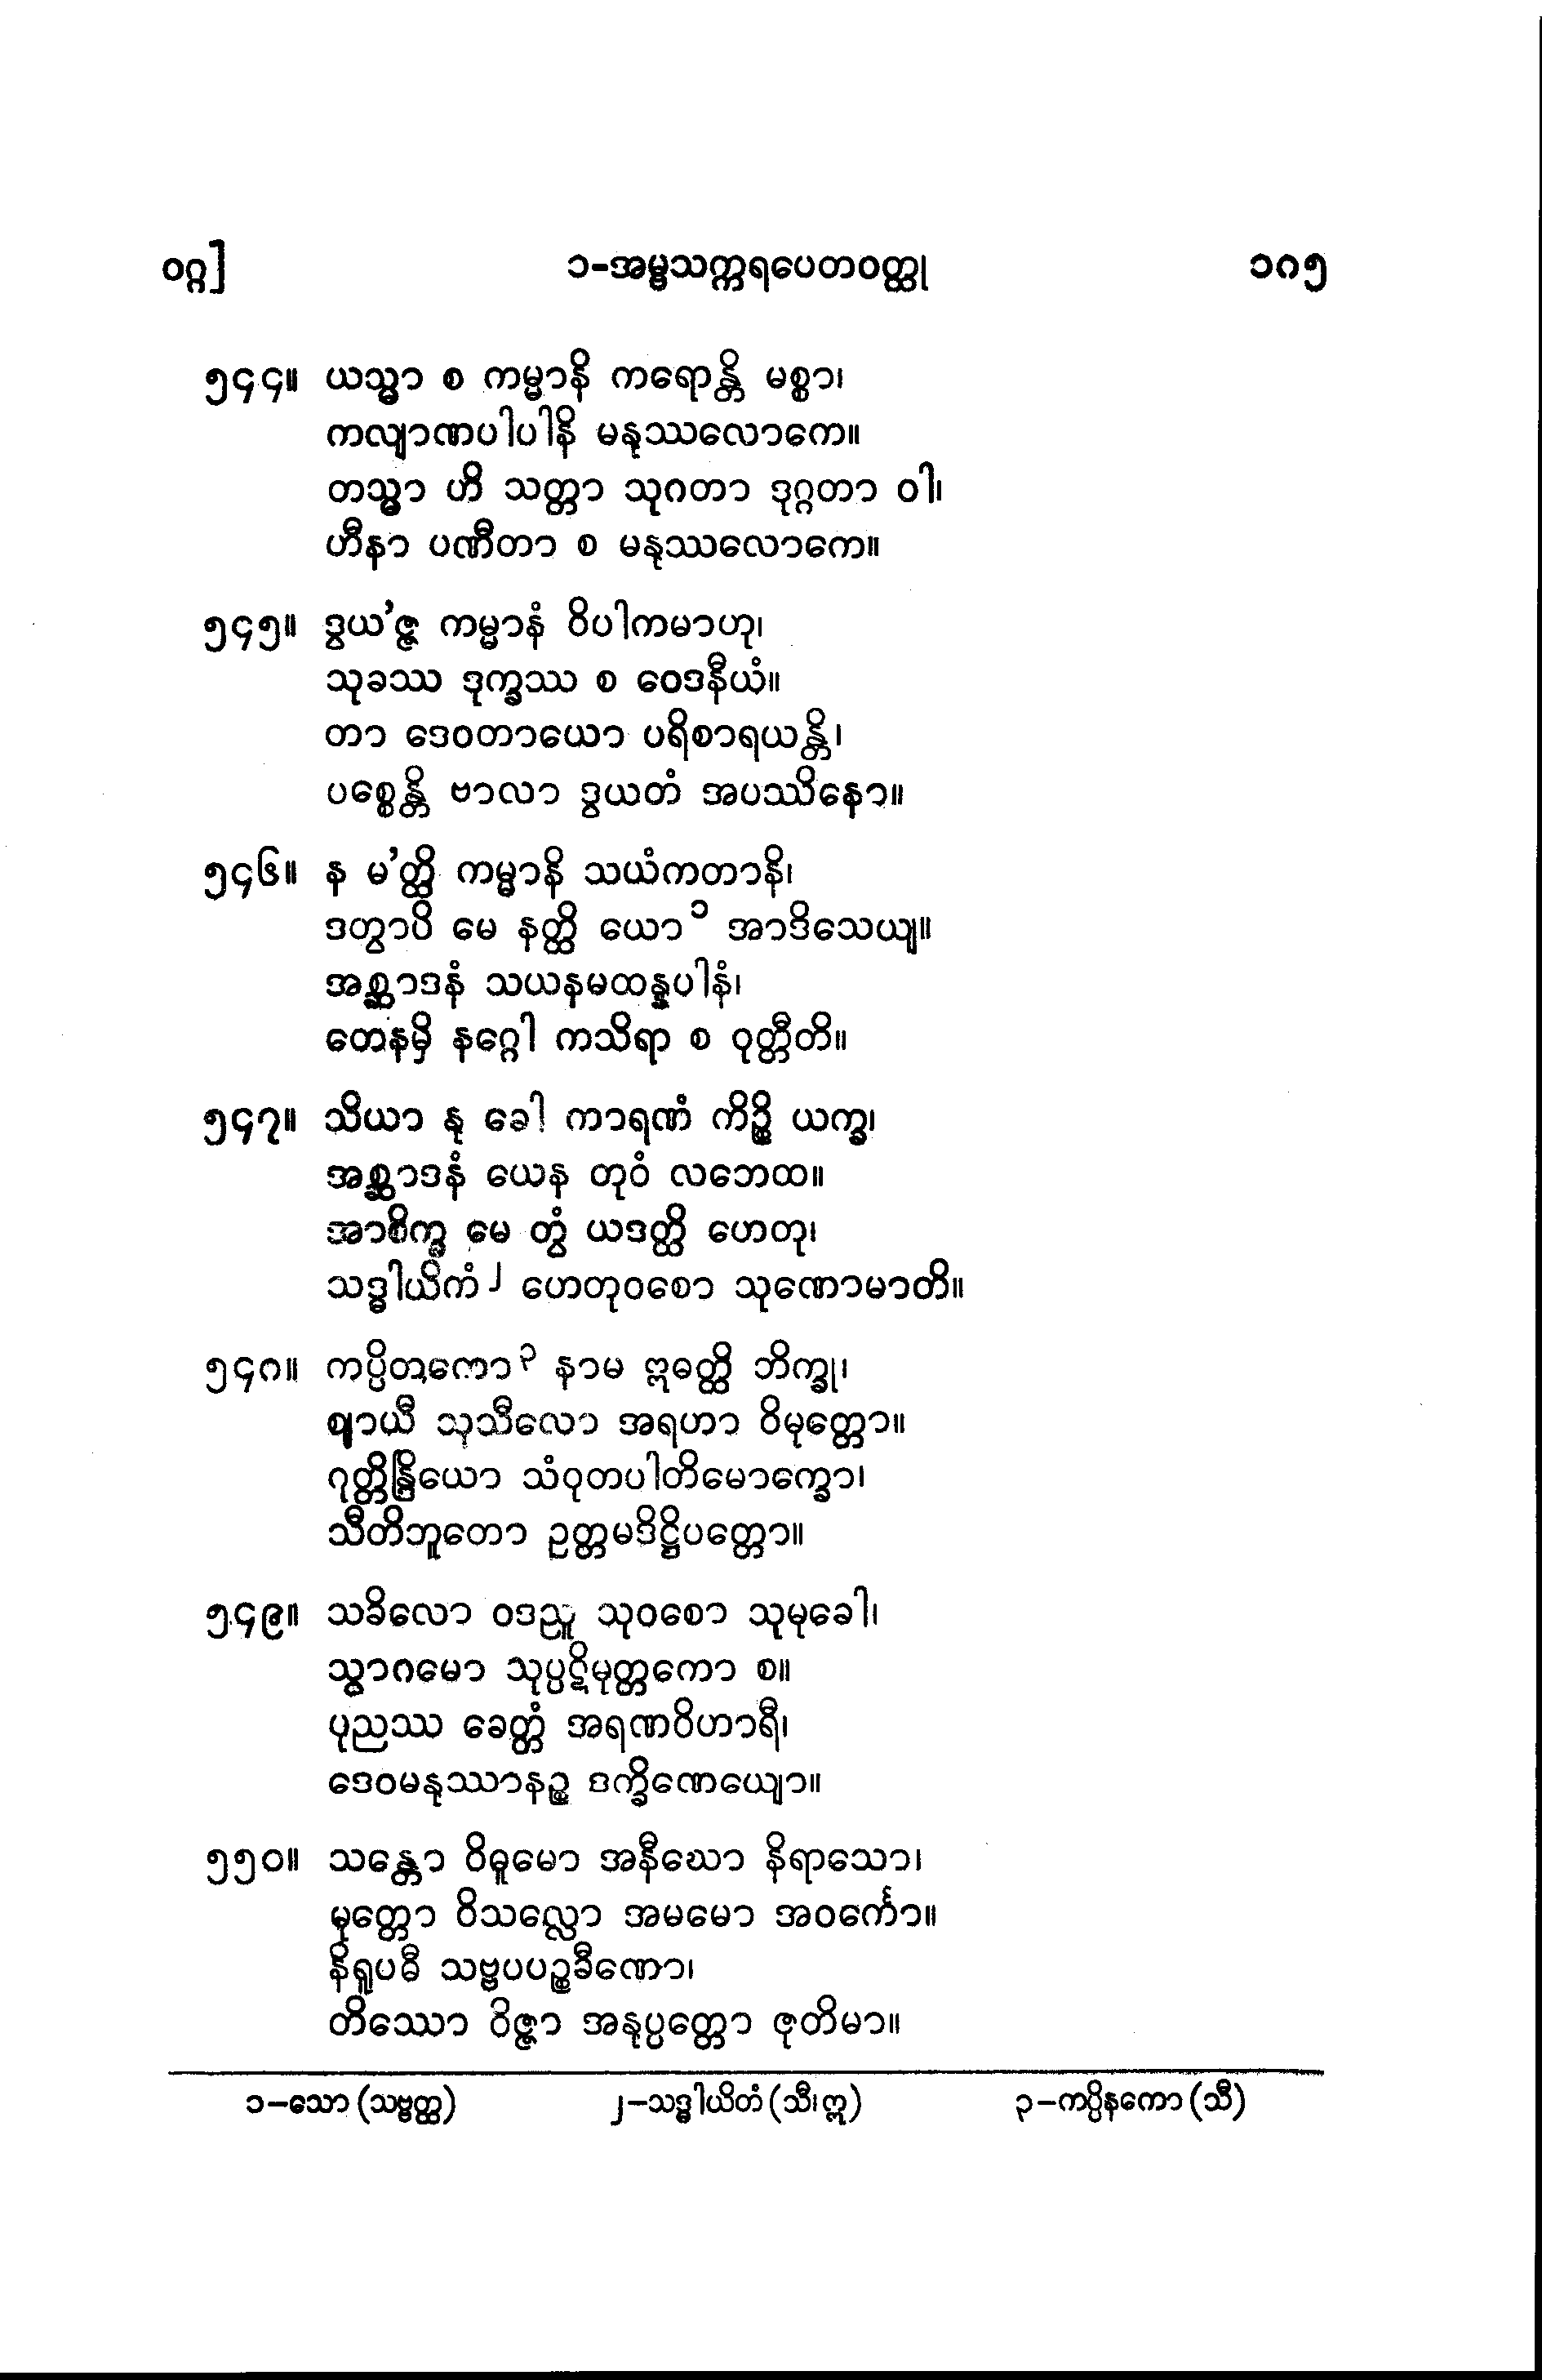 ဝဂ္ဂ] ၁-အမ္ဗသက္ကရပေတဝတ္ထု ၁၈၅
၅၄၄။ ယသ္မာ စ ကမ္မာနိ ကရောန္တိ မစ္စာ၊
ကလျာဏပါပါနိ မနုဿလောကေ။
တသ္မာ ဟိ သတ္တာ သုဂတာ ဒုဂ္ဂတာ ဝါ၊
ဟီနာ ပဏီတာ စ မနုဿလောကေ။
၅၄၅။ ဒွယ’ဇ္ဇ ကမ္မာနံ ဝိပါကမာဟု၊
သုခဿ ဒုက္ခဿ စ ဝေဒနီယံ။
တာ ဒေဝတာယော ပရိစာရယန္တိ၊
ပစ္စေန္တိ ဗာလာ ဒွယတံ အပဿိနော။
၅၄၆။ န မ’တ္ထိ ကမ္မာနိ သယံကတာနိ၊
ဒတွာပိ မေ နတ္ထိ ယော ၁ အာဒိသေယျ။
အစ္ဆာဒနံ သယနမထန္နပါနံ၊
တေနမှိ နဂ္ဂေါ ကသိရာ စ ဝုတ္တီတိ။
၅၄၇။ သိယာ နု ခေါ ကာရဏံ ကိဉ္စိ ယက္ခ၊
အစ္ဆာဒနံ ယေန တုဝံ လဘေထ။
အာစိက္ခ မေ တွံ ယဒတ္ထိ ဟေတု၊
သဒ္ဓါယိကံ ၂ ဟေတုဝစော သုဏောမာတိ။
၅၄၈။ ကပ္ပိတကော ၃ နာမ ဣဓတ္ထိ ဘိက္ခု၊
ဈာယီ သုသီလော အရဟာ ဝိမုတ္တော။
ဂုတ္တိန္ဒြိယော သံဝုတပါတိမောက္ခော၊
သီတိဘူတော ဥတ္တမဒိဋ္ဌိပတ္တော။
၅၄၉။ သခိလော ဝဒညူ သုဝစော သုမုခေါ၊
သွာဂမော သုပ္ပဋိမုတ္တကော စ။
ပုညဿ ခေတ္တံ အရဏဝိဟာရီ၊
ဒေဝမနုဿာနဉ္စ ဒက္ခိဏေယျော။
၅၅၀။ သန္တော ဝိဓူမော အနီဃော နိရာသော၊
မုတ္တော ဝိသလ္လော အမမော အဝင်္ကော။
နိရူပဓီ သဗ္ဗပပဉ္စခီဏော၊
တိဿော ဝိဇ္ဇာ အနုပ္ပတ္တော ဇုတိမာ။
၁-သော (သဗ္ဗတ္ထ) ၂-သဒ္ဓါယိတံ (သီ၊ ဣ) ၃-ကပ္ပိနကော (သီ)